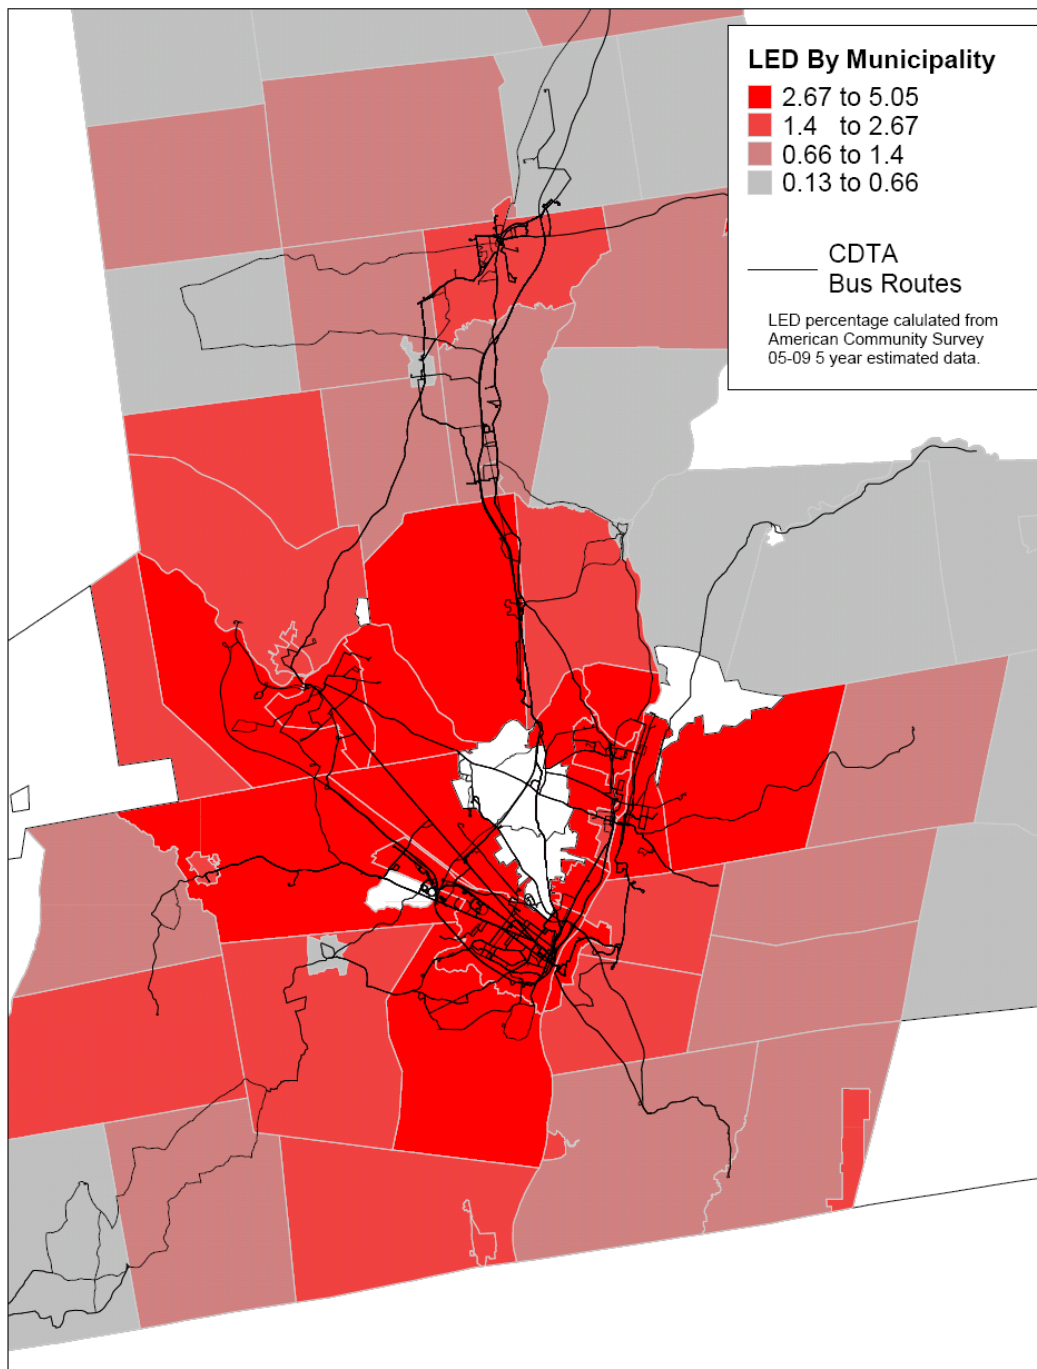 LED By Municipality
2.67 to 5.05
1.4 to 2.67
0.66 to 1.4
0.13 to 0.66
CDTA
Bus Routes
LED percentage calulated from
American Community Survey
05-09 5 year estimated data.